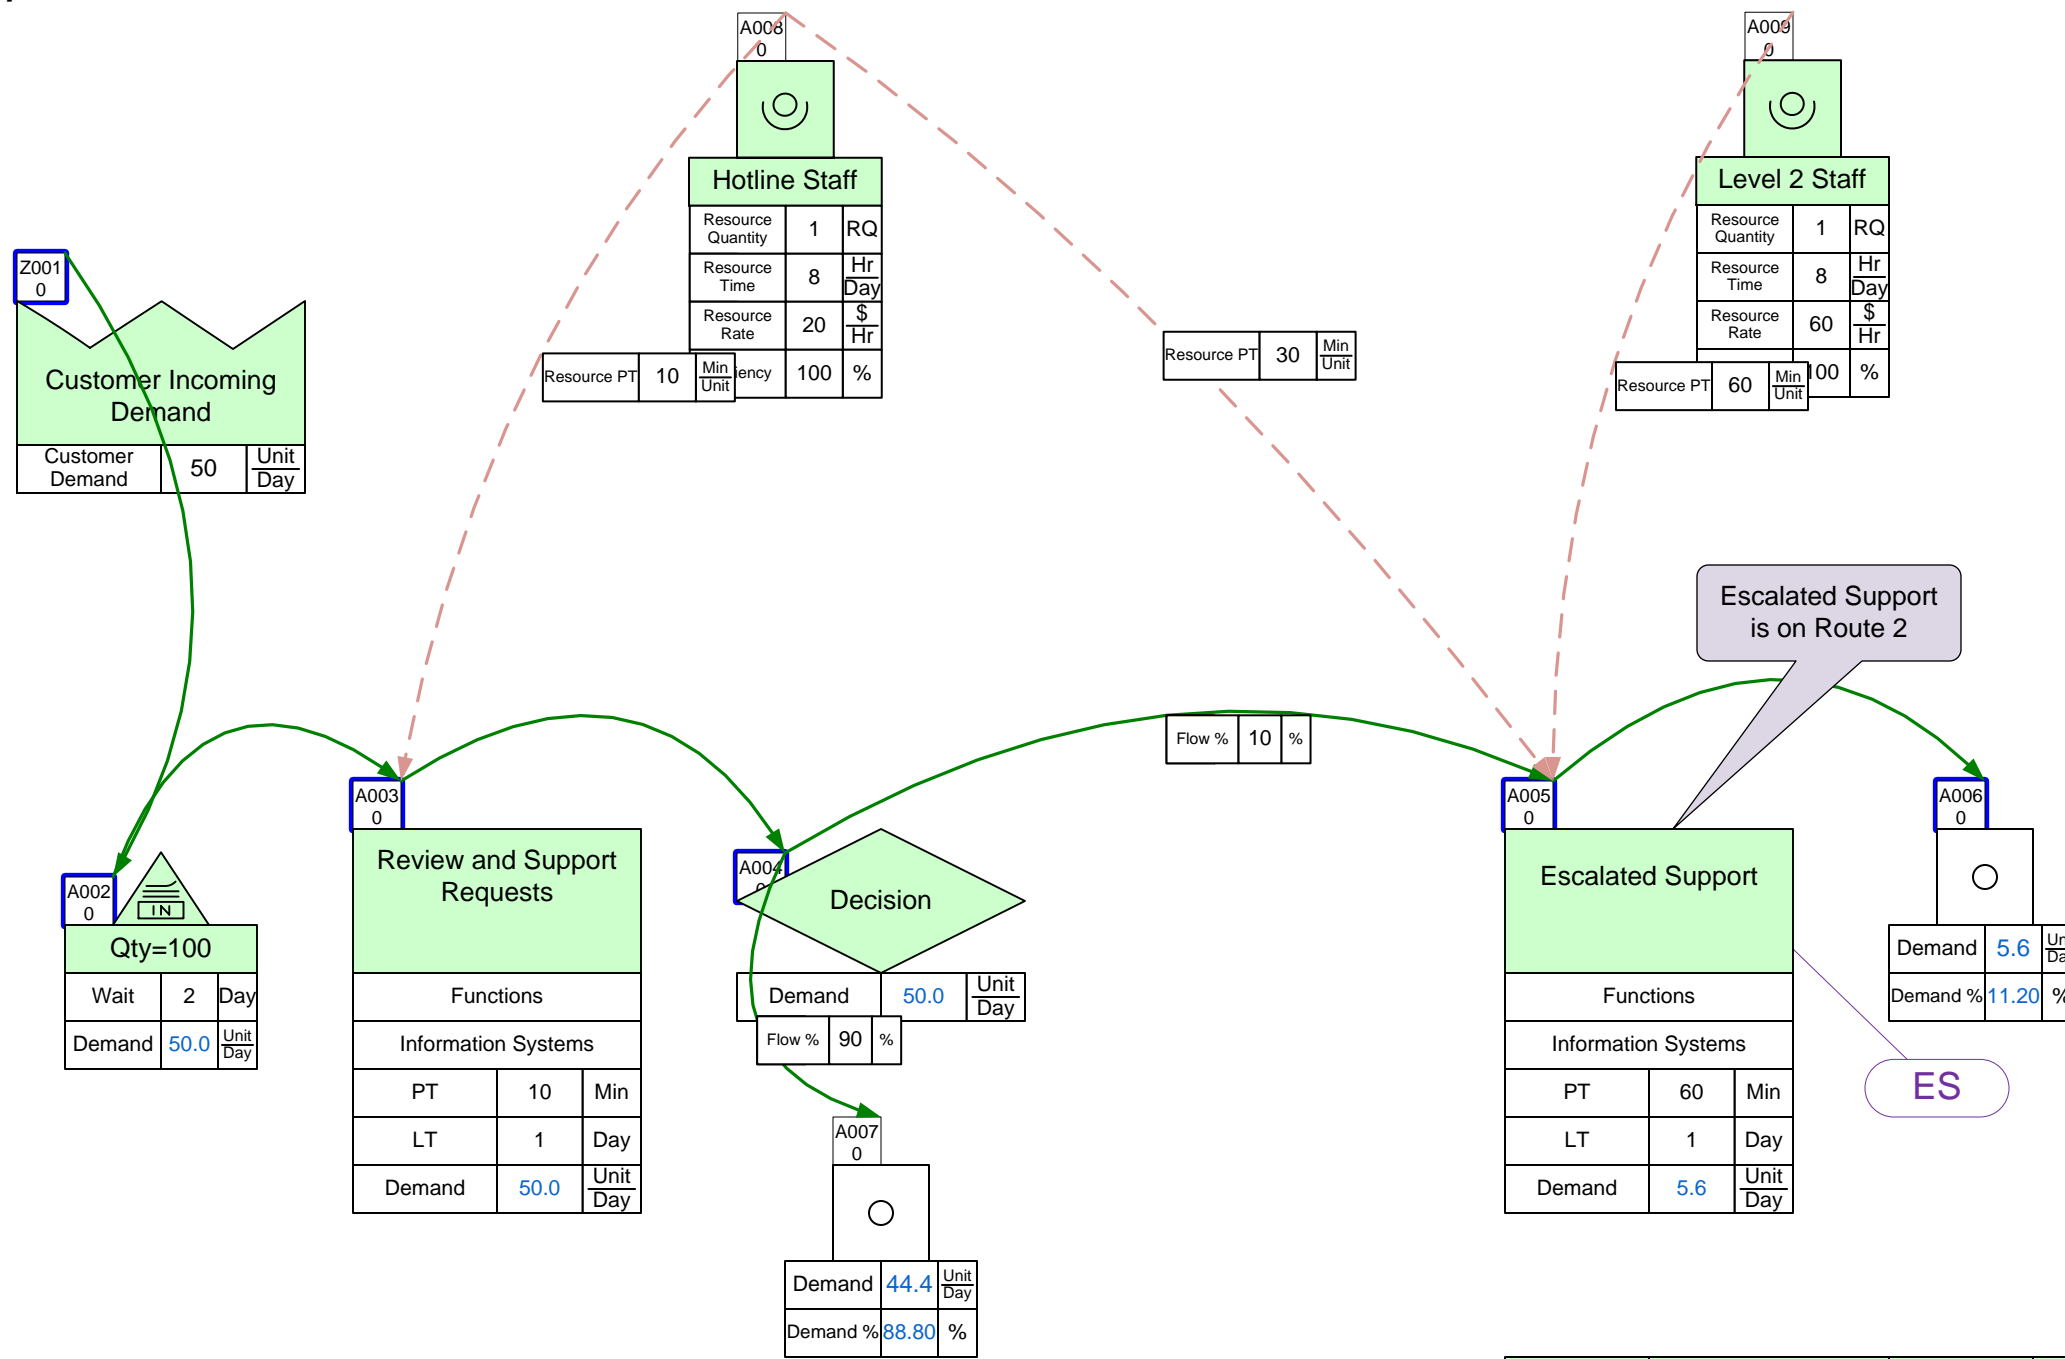 A008
0
Hotline Staff
Resource Quantity 1 RQ
Resource Time 8 Hr/Day
Resource Rate 20 $/Hr
iency 100 %
Resource PT 10 Min/Unit
Resource PT 30 Min/Unit
A009
0
Level 2 Staff
Resource Quantity 1 RQ
Resource Time 8 Hr/Day
Resource Rate 60 $/Hr
100 %
Resource PT 60 Min/Unit
Z001
0
Customer Incoming
Demand
Customer Demand 50 Unit/Day
Escalated Support
is on Route 2
A002
0
IN
Qty=100
Wait 2 Day
Demand 50.0 Unit/Day
A003
0
Review and Support
Requests
Functions
Information Systems
PT 10 Min
LT 1 Day
Demand 50.0 Unit/Day
A004
Decision
Demand 50.0 Unit/Day
Flow % 90 %
Flow % 10 %
A007
0
Demand 44.4 Unit/Day
Demand % 88.80 %
A005
0
Escalated Support
Functions
Information Systems
PT 60 Min
LT 1 Day
Demand 5.6 Unit/Day
A006
0
Demand 5.6
Demand % 11.20 %
ES